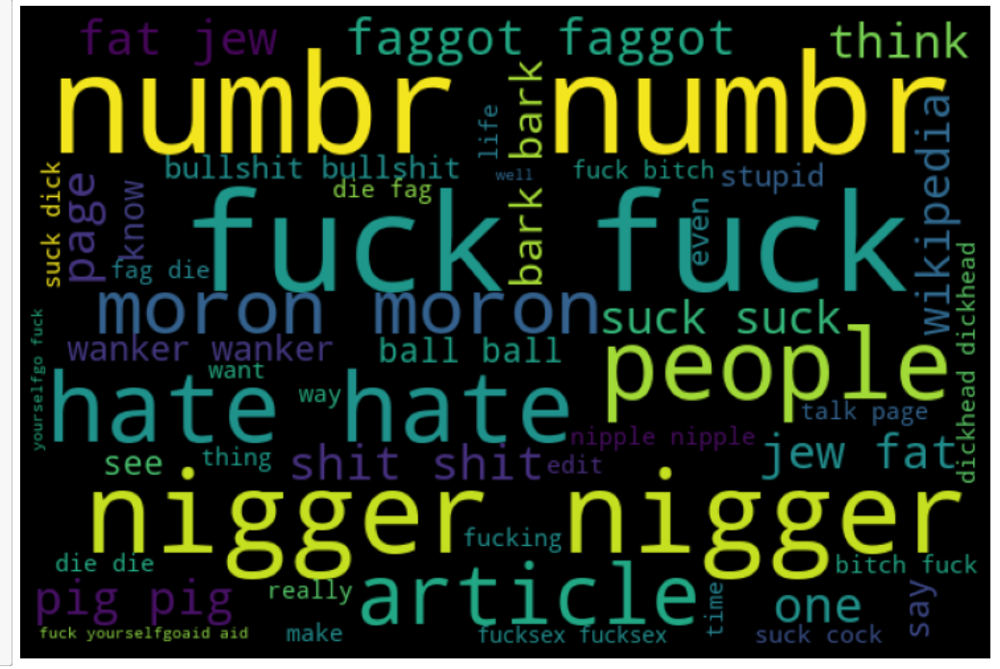 fat jew
faggot faggot
think
numbr numbr
life
bark bark
wikipedia
bullshit bullshit
well
fuck bitch
stupid
suck dick
page
know
die fag
fuck fuck
even
fag die
moron moron
suck suck
dickhead dickhead
yourselfgo fuck
wanker wanker
ball ball
people
want
hate hate
way
talk page
nipple nipple
jew fat
see
thing
shit shit
edit
nigger nigger
fucking
die die
bitch fuck
pig pig
really
article
time
one
say
fuck yourselfgoaid aid
make
fucksex fucksex
suck cock